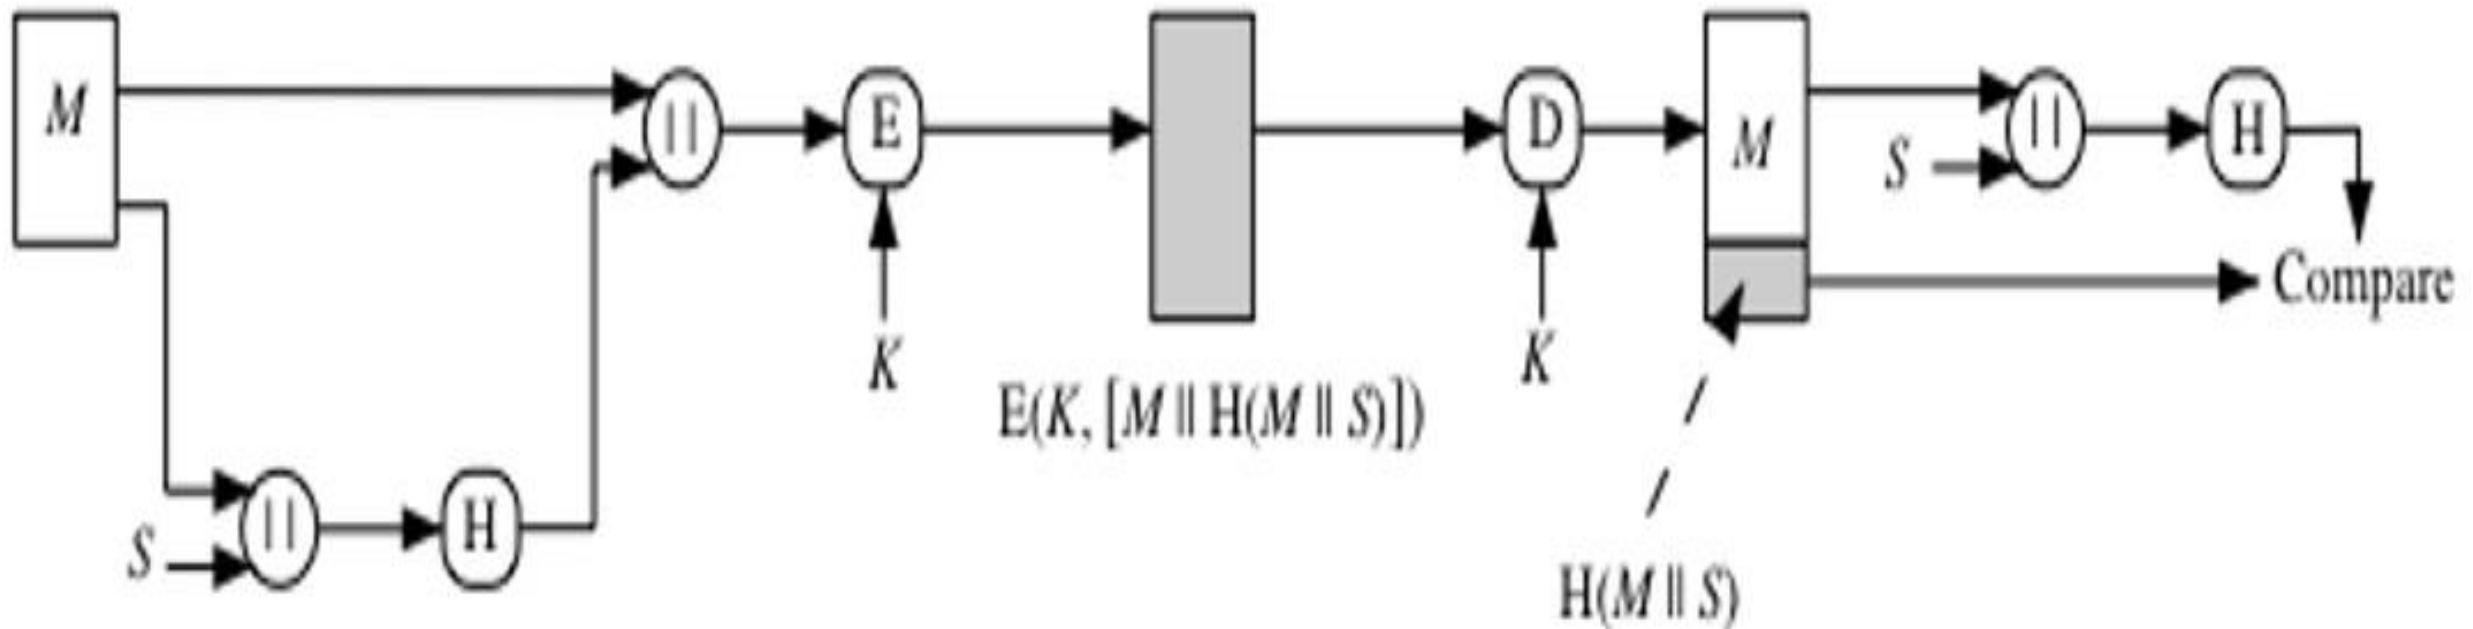 M
||
E
D
M
S
||
H
Compare
K
K
E(K, [M || H(M || S)])
S
||
H
H(M || S)